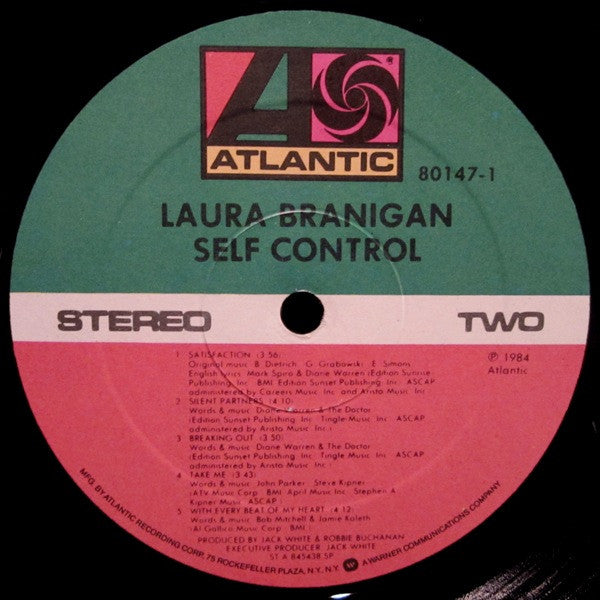 ®
ATLANTIC
80147-1
LAURA BRANIGAN
SELF CONTROL
STEREO
TWO
℗ 1984
Atlantic
1 SATISFACTION (3:56)
Original music: B. Dietrich G. Grabowski E. Simons
English lyrics: Mark Spiro & Diane Warren (Edition Sunrise
Publishing, Inc. BMI Edition Sunset Publishing, Inc. ASCAP
administered by Careers Music Inc. and Arista Music Inc.)
2 SILENT PARTNERS (4:10)
Words & music: Diane Warren & The Doctor
(Edition Sunset Publishing, Inc. Tingle Music Inc. ASCAP
administered by Arista Music Inc.)
3 BREAKING OUT (3:50)
Words & music: Diane Warren & The Doctor
(Edition Sunset Publishing, Inc. Tingle Music Inc. ASCAP
administered by Arista Music Inc.)
4 TAKE ME (3:43)
Words & music: John Parker Steve Kipner
(ATV Music Corp. BMI April Music Inc. Stephen A.
Kipner Music ASCAP)
5 WITH EVERY BEAT OF MY HEART (4:12)
Words & music: Bob Mitchell & Jamie Kaleth
(Al Gallico Music Corp. BMI)
PRODUCED BY JACK WHITE & ROBBIE BUCHANAN
EXECUTIVE PRODUCER: JACK WHITE
ST A 845438 SP
MFG. BY ATLANTIC RECORDING CORP., 75 ROCKEFELLER PLAZA, N.Y., N.Y. A WARNER COMMUNICATIONS COMPANY